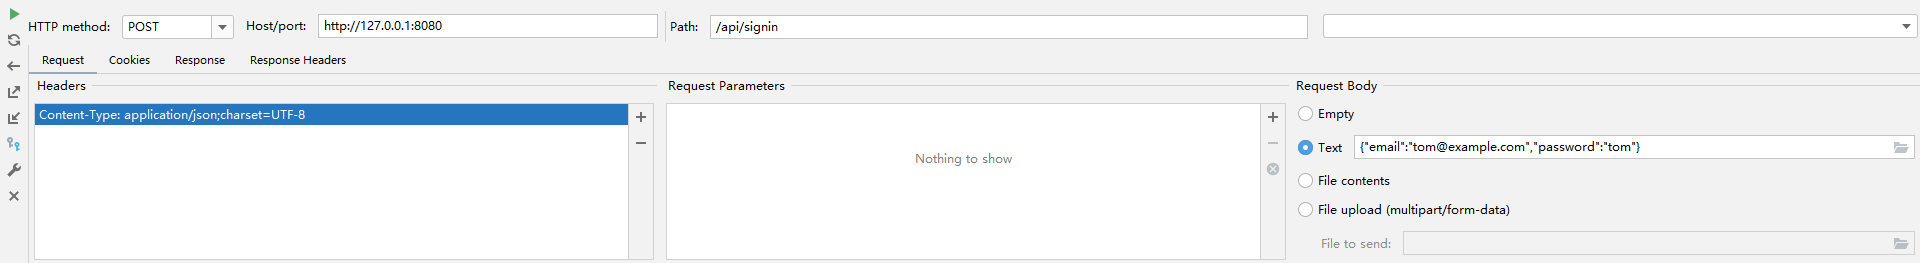 HTTP method: POST Host/port: http://127.0.0.1:8080 Path: /api/signin
Request Cookies Response Response Headers
Headers Request Parameters Request Body
Content-Type: application/json;charset=UTF-8
Empty
Text {"email":"tom@example.com","password":"tom"}
Nothing to show
File contents
File upload (multipart/form-data)
File to send: